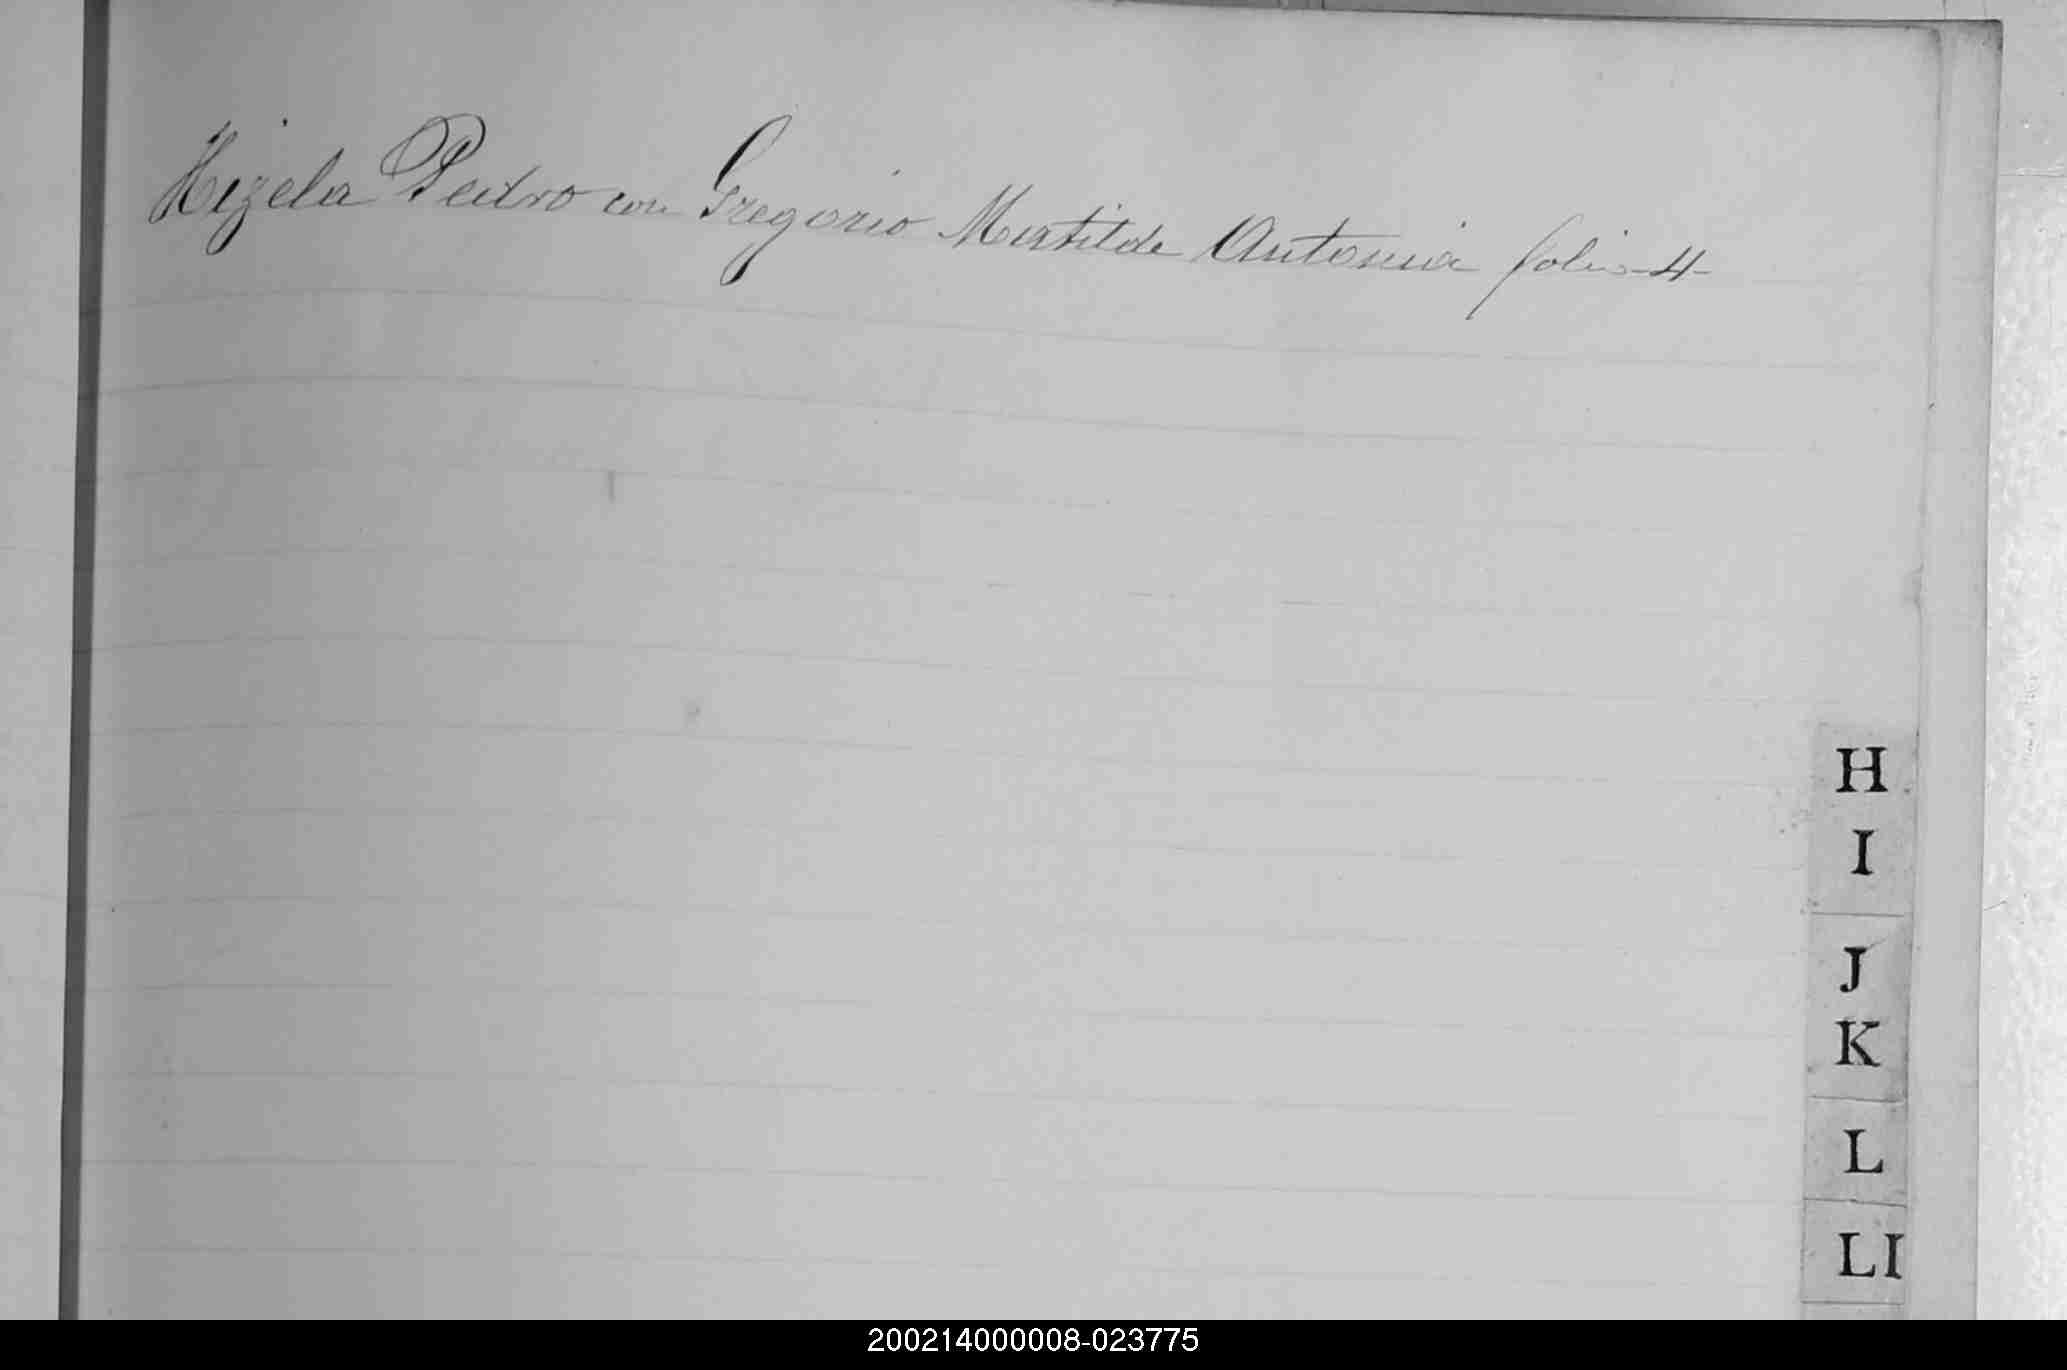 Hizela Pedro con Gregorio Matilde Antonia folio 4
H
I
J
K
L
LI
200214000008-023775